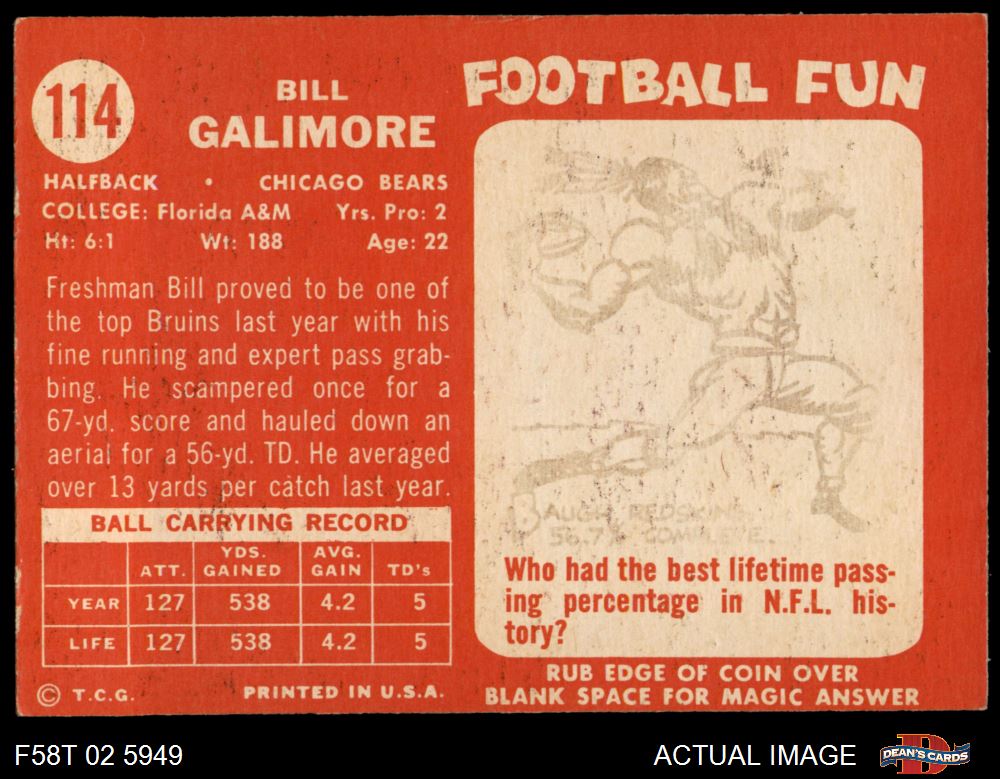 114
BILL
GALIMORE
HALFBACK • CHICAGO BEARS
COLLEGE: Florida A&M Yrs. Pro: 2
Ht: 6:1 Wt: 188 Age: 22
Freshman Bill proved to be one of
the top Bruins last year with his
fine running and expert pass grab-
bing. He scampered once for a
67-yd. score and hauled down an
aerial for a 56-yd. TD. He averaged
over 13 yards per catch last year.
BALL CARRYING RECORD
ATT. YDS. GAINED AVG. GAIN TD's
YEAR 127 538 4.2 5
LIFE 127 538 4.2 5
© T.C.G. PRINTED IN U.S.A.
FOOTBALL FUN
56.7% COMPLETE.
Who had the best lifetime pass-
ing percentage in N.F.L. his-
tory?
RUB EDGE OF COIN OVER
BLANK SPACE FOR MAGIC ANSWER
F58T 02 5949
ACTUAL IMAGE
DEAN'S CARDS